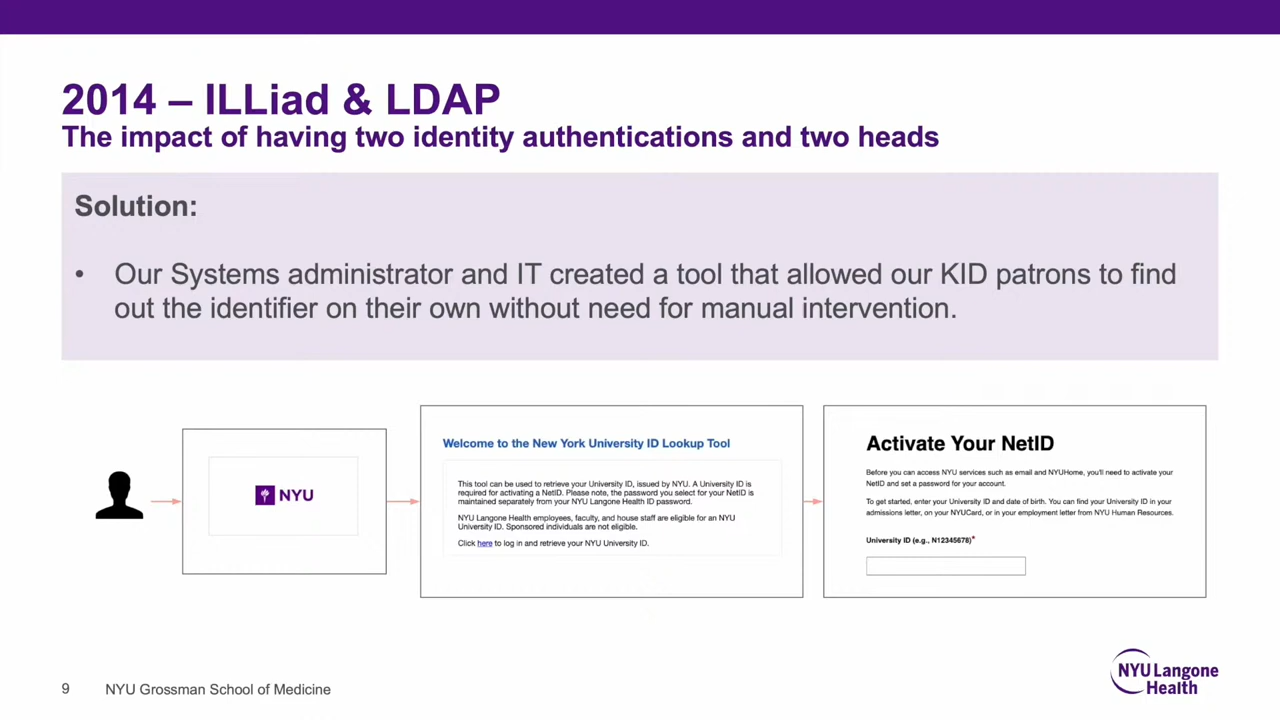 2014 – ILLiad & LDAP
The impact of having two identity authentications and two heads
Solution:
• Our Systems administrator and IT created a tool that allowed our KID patrons to find
out the identifier on their own without need for manual intervention.
NYU
Welcome to the New York University ID Lookup Tool
This tool can be used to retrieve your University ID, issued by NYU. A University ID is
required for activating a NetID. Please note, the password you select for your NetID is
maintained separately from your NYU Langone Health ID password.
NYU Langone Health employees, faculty, and house staff are eligible for an NYU
University ID. Sponsored individuals are not eligible.
Click here to log in and retrieve your NYU University ID.
Activate Your NetID
Before you can access NYU services such as email and NYUHome, you'll need to activate your
NetID and set a password for your account.
To get started, enter your University ID and date of birth. You can find your University ID in your
admissions letter, on your NYUCard, or in your employment letter from NYU Human Resources.
University ID (e.g., N12345678)*
9
NYU Grossman School of Medicine
NYU Langone
Health